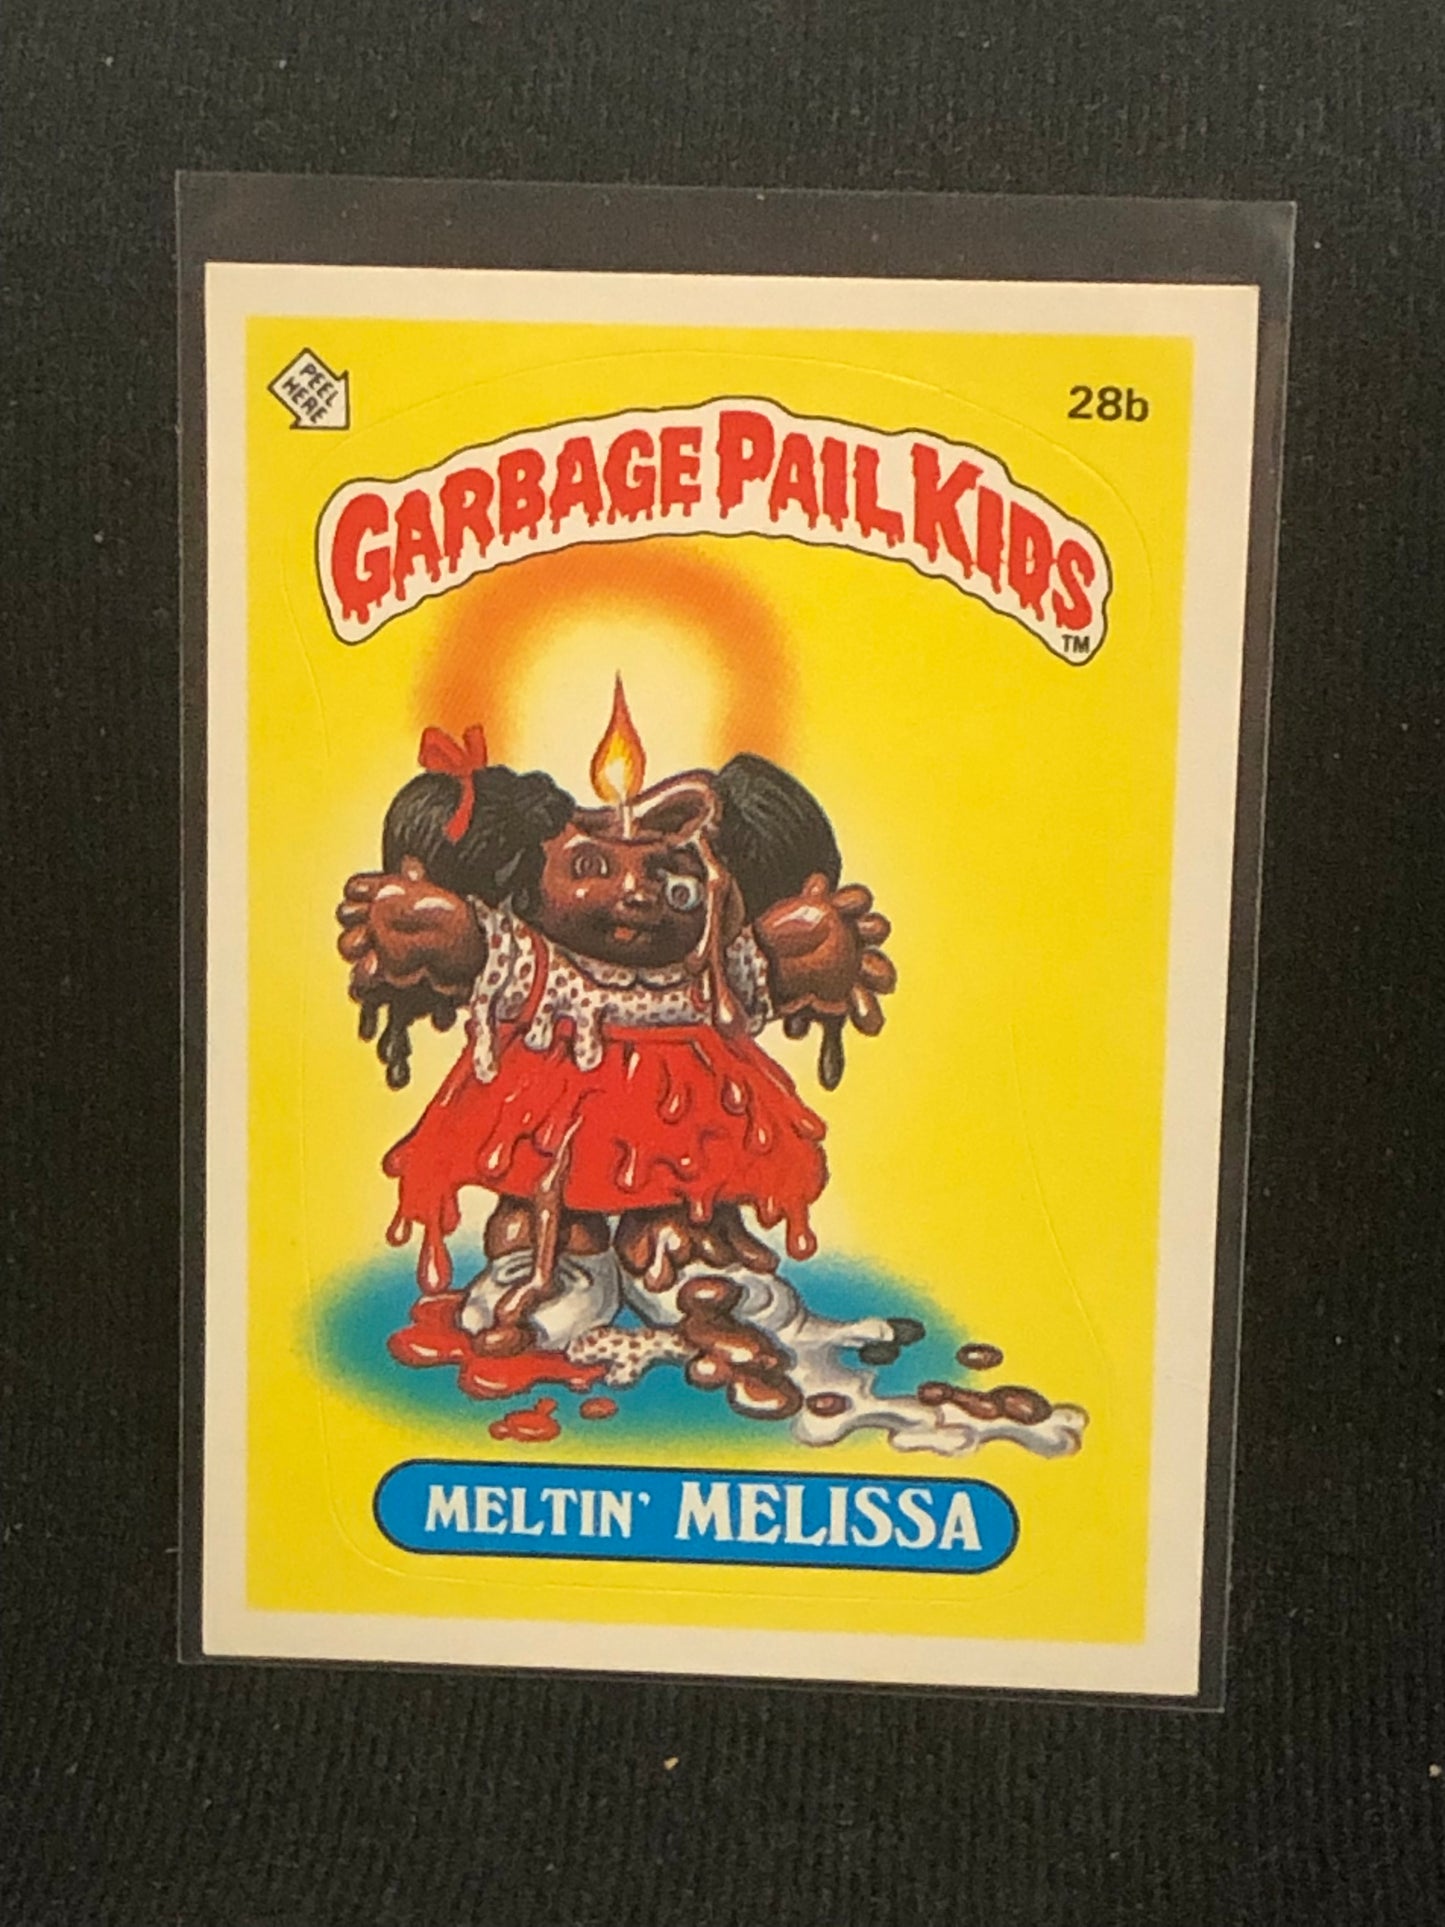 PEEL
HERE
28b
GARBAGE PAIL KIDS
TM
MELTIN' MELISSA